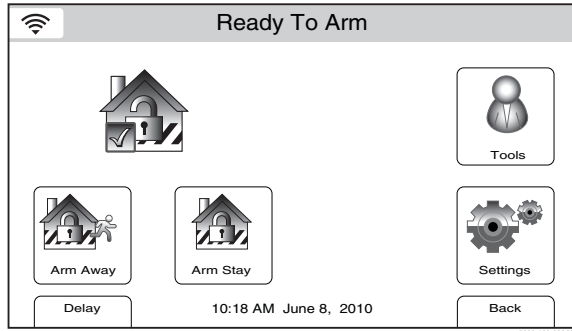 Ready To Arm
Tools
Arm Away
Arm Stay
Settings
Delay
10:18 AM June 8, 2010
Back